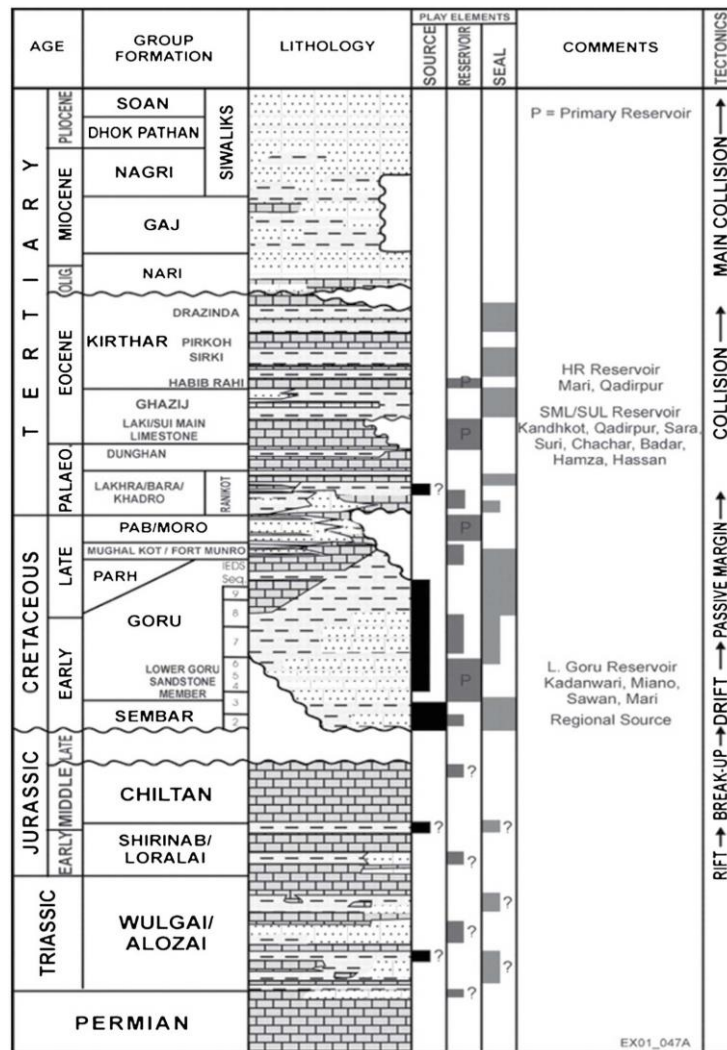 AGE
GROUP
FORMATION
LITHOLOGY
PLAY ELEMENTS
SOURCE
RESERVOIR
SEAL
COMMENTS
TECTONICS
TERTIARY
PLIOCENE
SOAN
DHOK PATHAN
SIWALIKS
P = Primary Reservoir
MIOCENE
NAGRI
GAJ
OLIG.
NARI
MAIN COLLISION
EOCENE
DRAZINDA
KIRTHAR
PIRKOH
SIRKI
HABIB RAHI
P
HR Reservoir
Mari, Qadirpur
GHAZIJ
LAKI/SUI MAIN
LIMESTONE
P
SML/SUL Reservoir
Kandhkot, Qadirpur, Sara,
Suri, Chachar, Badar,
Hamza, Hassan
COLLISION
PALAEO.
DUNGHAN
LAKHRA/BARA/
KHADRO
RANIKOT
?
CRETACEOUS
LATE
PAB/MORO
P
MUGHAL KOT / FORT MUNRO
PARH
IEDS
Seq.
9
8
PASSIVE MARGIN
EARLY
GORU
7
LOWER GORU
SANDSTONE
MEMBER
6
5
4
P
L. Goru Reservoir
Kadanwari, Miano,
Sawan, Mari
3
SEMBAR
2
Regional Source
DRIFT
JURASSIC
LATE
MIDDLE
?
CHILTAN
BREAK-UP
? ?
EARLY
SHIRINAB/
LORALAI
?
RIFT
TRIASSIC
WULGAI/
ALOZAI
?
?
?
?
?
PERMIAN
EX01_047A